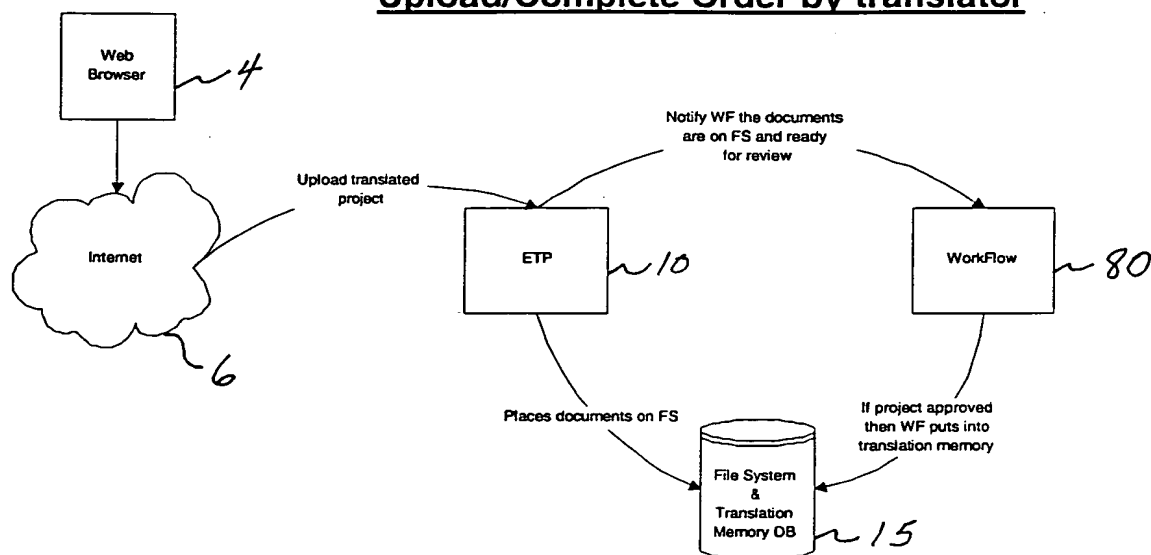 Upload/Complete Order by translator
Web
Browser
4
Notify WF the documents
are on FS and ready
for review
Upload translated
project
Internet
ETP
10
WorkFlow
80
6
Places documents on FS
If project approved
then WF puts into
translation memory
File System
&
Translation
Memory DB
15